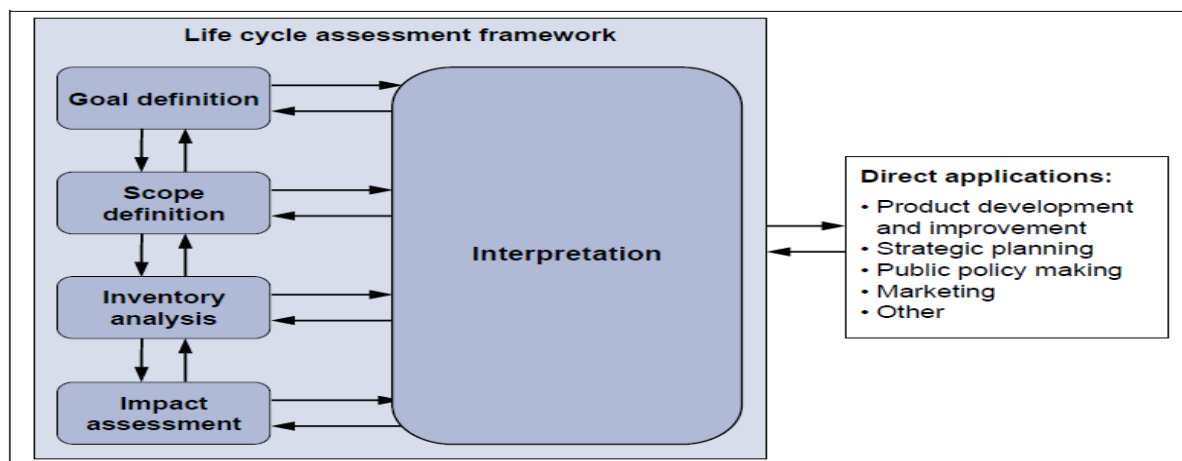 Life cycle assessment framework
Goal definition
Scope
definition
Inventory
analysis
Impact
assessment
Interpretation
Direct applications:
• Product development
and improvement
• Strategic planning
• Public policy making
• Marketing
• Other